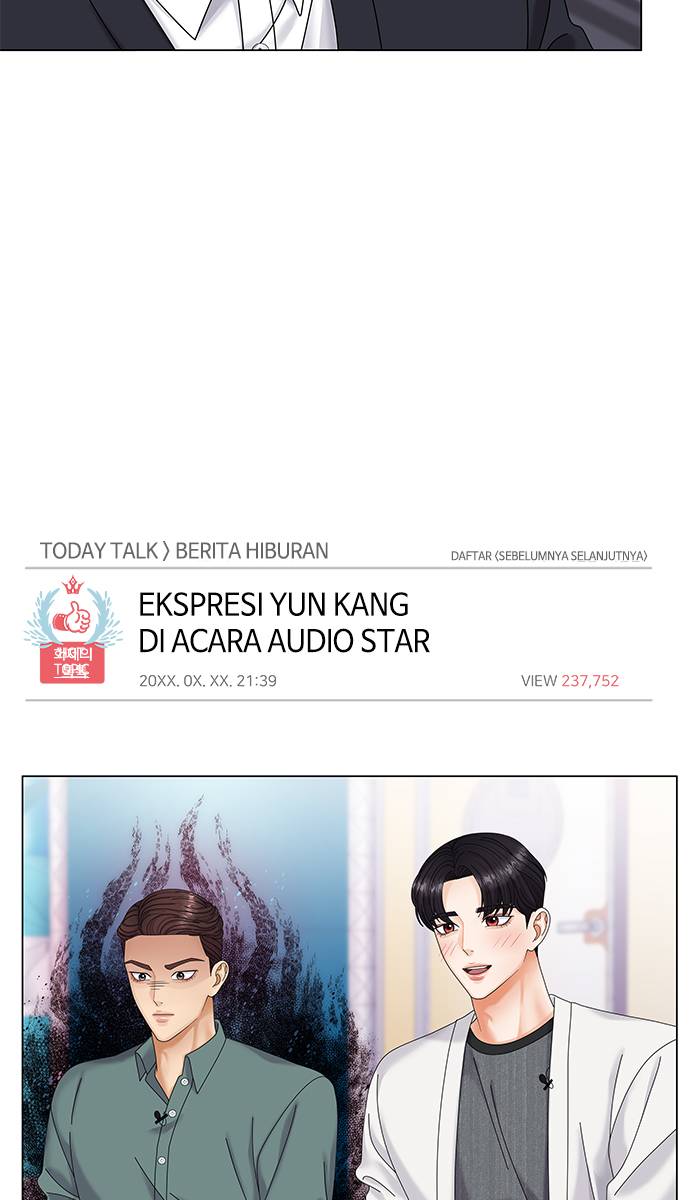 TODAY TALK 〉 BERITA HIBURAN
DAFTAR 〈SEBELUMNYA SELANJUTNYA〉
EKSPRESI YUN KANG
DI ACARA AUDIO STAR
화제의
TOPIC
20XX. 0X. XX. 21:39
VIEW 237,752